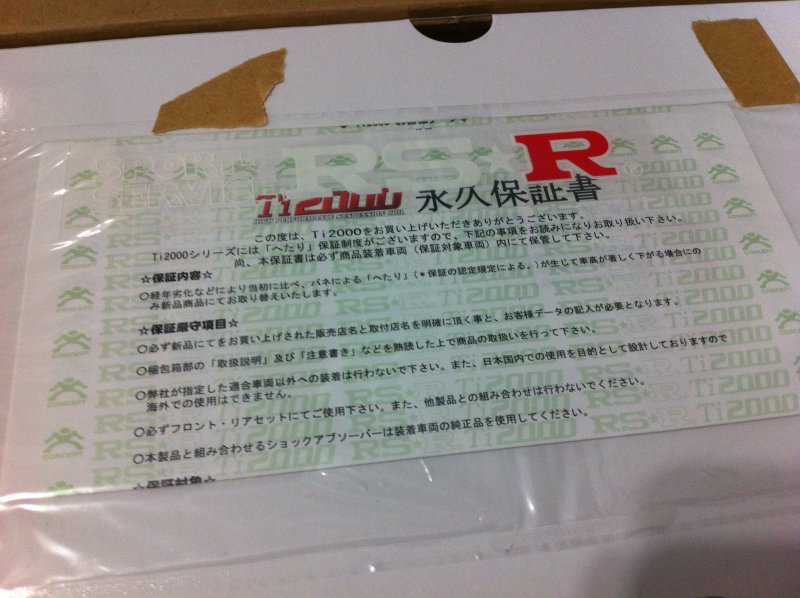 SPORTS SERVICE
RS★R®
Ti2000 永久保証書
HIGH PERFORMANCE SUSPENSION COIL
この度は、Ti2000をお買い上げいただきありがとうございます。
Ti2000シリーズには「へたり」保証制度がございますので、下記の事項をお読みになりお取り扱い下さい。
尚、本保証書は必ず商品装着車両（保証対象車両）内にて保管して下さい。
☆保証内容☆
○経年劣化などにより当初に比べ、バネによる「へたり」（＊保証の認定規定による。）が生じて車高が著しく下がる場合にの
み新品商品にてお取り替えいたします。
☆保証厳守項目☆
○必ず新品にてをお買い上げされた販売店名と取付店名を明確に頂く事と、お客様データの記入が必要となります。
○梱包箱部の「取扱説明」及び「注意書き」などを熟読した上で商品の取扱いを行って下さい。
○弊社が指定した適合車両以外への装着は行わないで下さい。また、日本国内での使用を目的として設計しておりますので
海外での使用はできません。
○必ずフロント・リアセットにてご使用下さい。また、他製品との組み合わせは行わないでください。
○本製品と組み合わせるショックアブソーバーは装着車両の純正品を使用してください。
☆保証対象☆